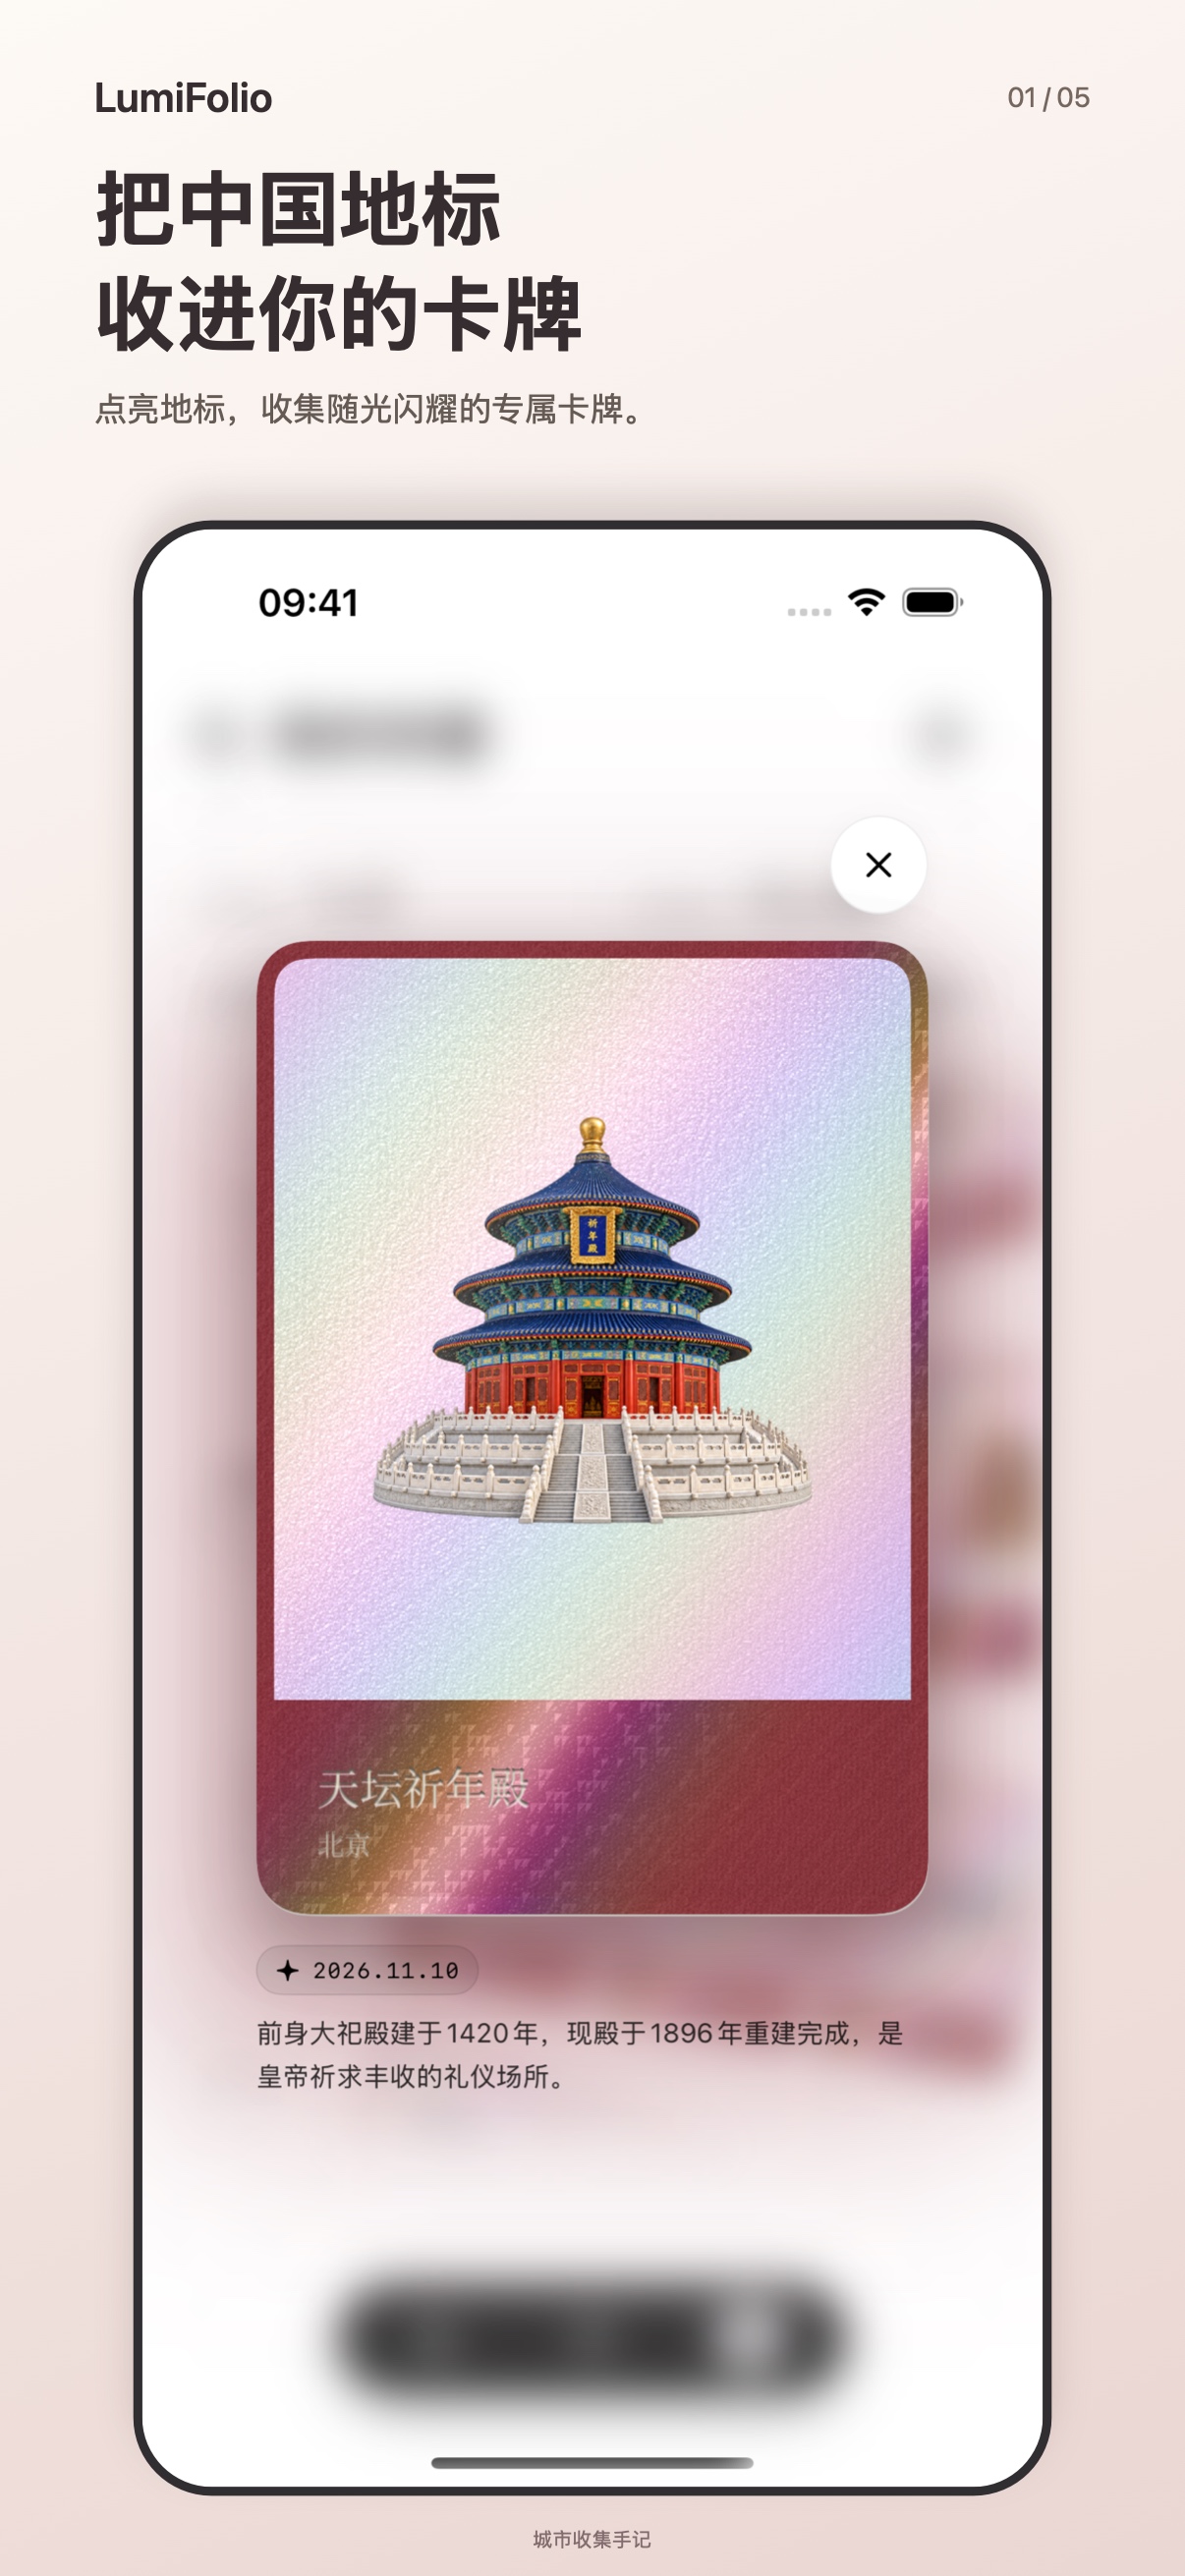 LumiFolio
01 / 05
把中国地标
收进你的卡牌
点亮地标，收集随光闪耀的专属卡牌。
09:41
祈年殿
天坛祈年殿
北京
2026.11.10
前身大祀殿建于1420年，现殿于1896年重建完成，是
皇帝祈求丰收的礼仪场所。
城市收集手记